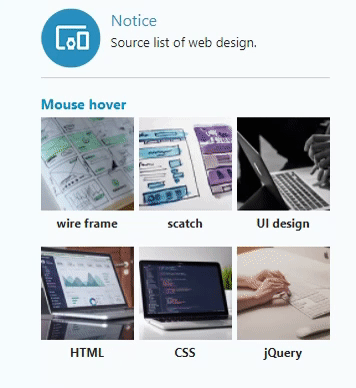 Notice
Source list of web design.
Mouse hover
wire frame
scatch
UI design
HTML
CSS
jQuery